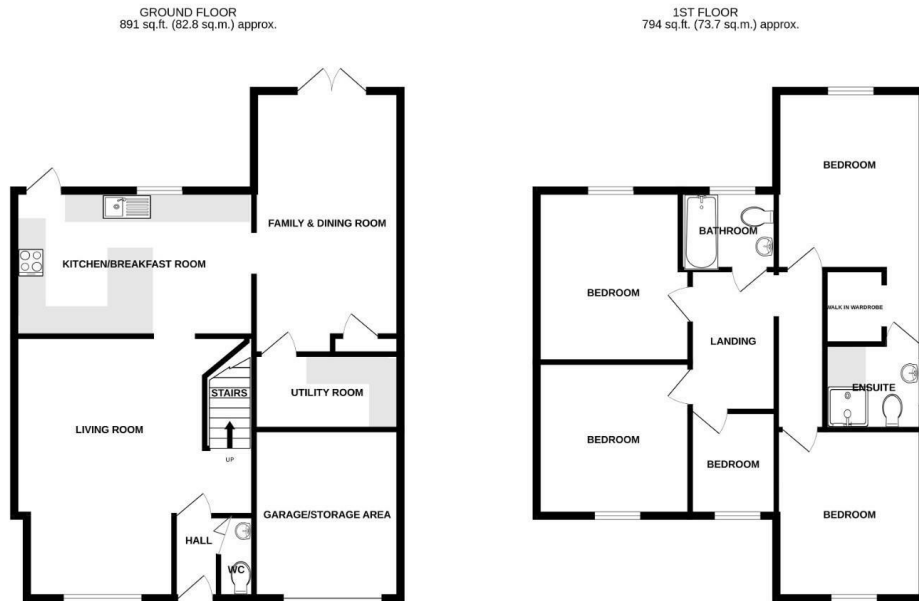 GROUND FLOOR
891 sq.ft. (82.8 sq.m.) approx.
KITCHEN/BREAKFAST ROOM
FAMILY & DINING ROOM
LIVING ROOM
STAIRS
UP
UTILITY ROOM
GARAGE/STORAGE AREA
HALL
WC
1ST FLOOR
794 sq.ft. (73.7 sq.m.) approx.
BEDROOM
BATHROOM
BEDROOM
WALK IN WARDROBE
LANDING
ENSUITE
BEDROOM
BEDROOM
BEDROOM